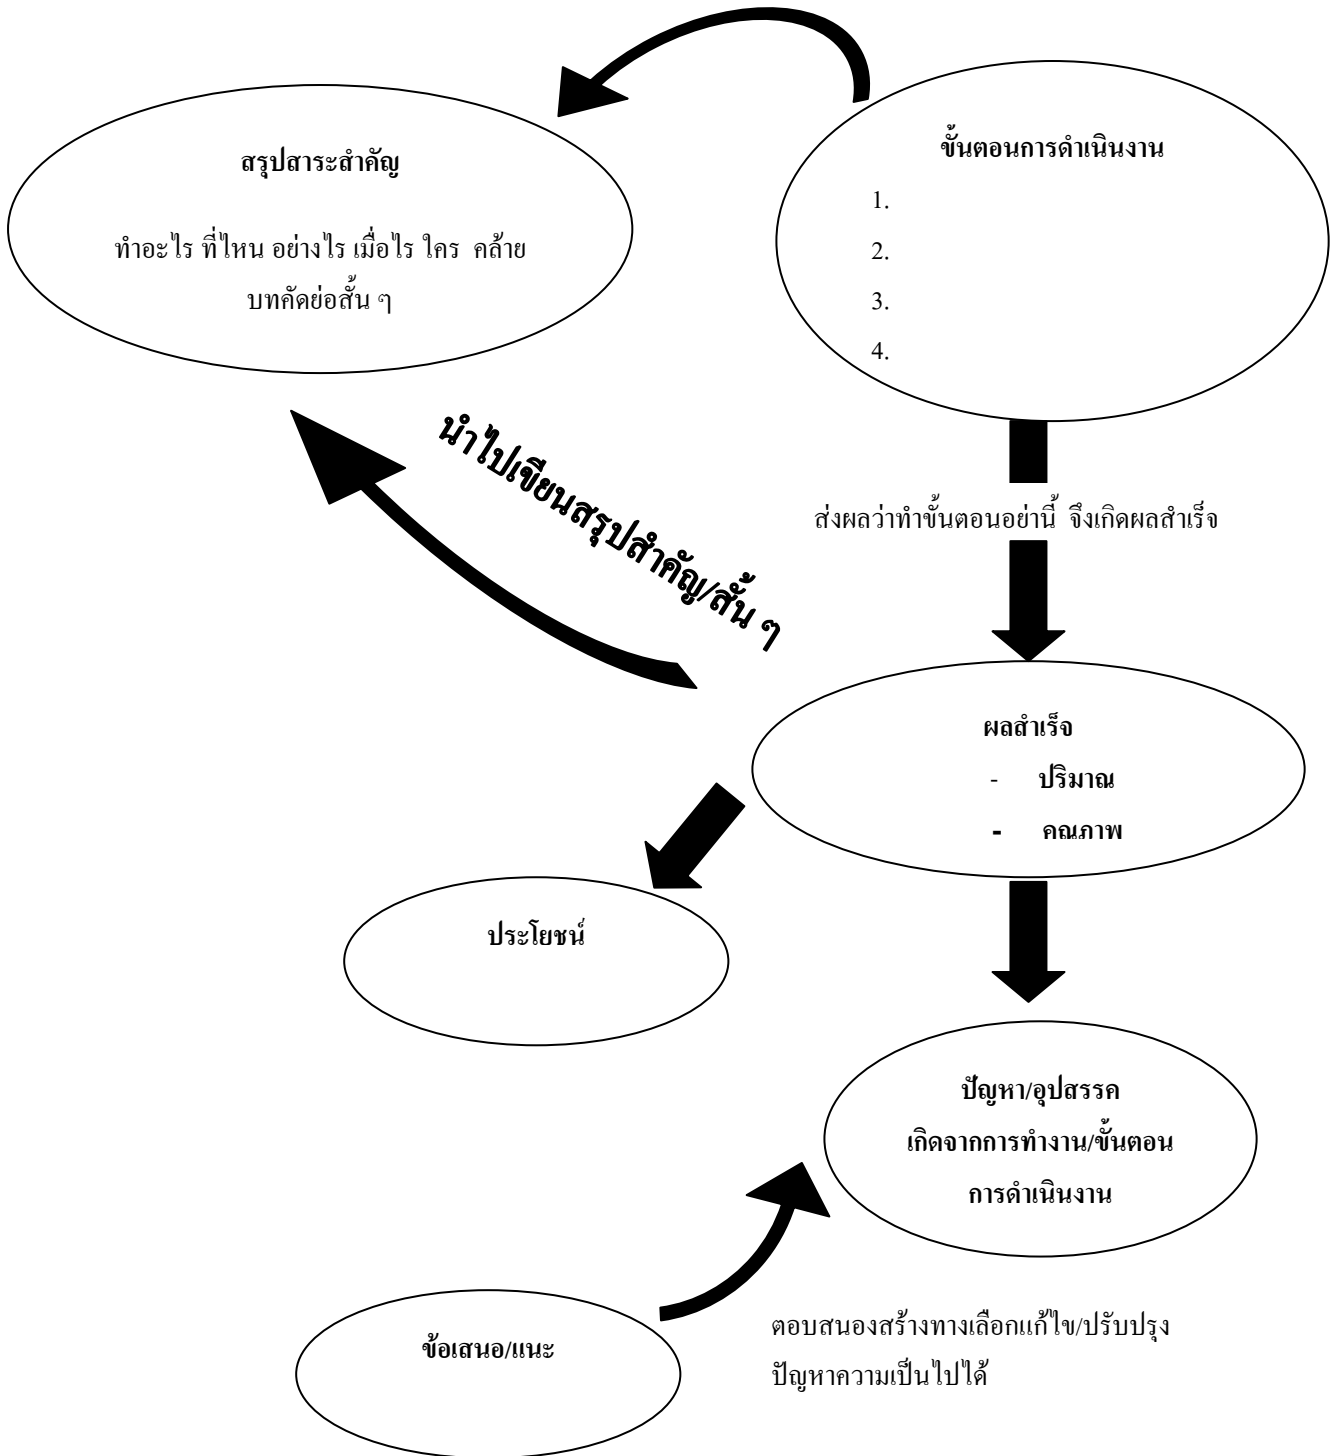 สรุปสาระสำคัญ
ทำอะไร ที่ไหน อย่างไร เมื่อไร ใคร คล้าย
บทคัดย่อสั้น ๆ
ขั้นตอนการดำเนินงาน
1.
2.
3.
4.
นำไปเขียนสรุปสำคัญ/สั้น ๆ
ส่งผลว่าทำขั้นตอนอย่านี้ จึงเกิดผลสำเร็จ
ผลสำเร็จ
- ปริมาณ
- คณภาพ
ประโยชน์
ปัญหา/อุปสรรค
เกิดจากการทำงาน/ขั้นตอน
การดำเนินงาน
ข้อเสนอ/แนะ
ตอบสนองสร้างทางเลือกแก้ไข/ปรับปรุง
ปัญหาความเป็นไปได้